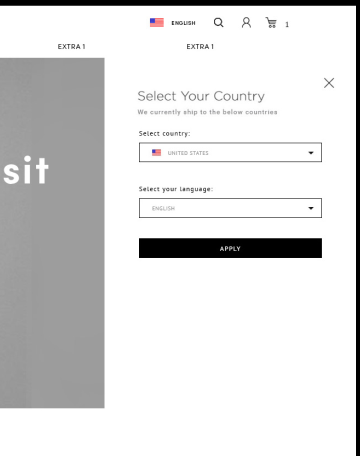 ENGLISH 1
EXTRA 1 EXTRA 1
sit
Select Your Country
We currently ship to the below countries
Select country:
UNITED STATES
Select your language:
ENGLISH
APPLY